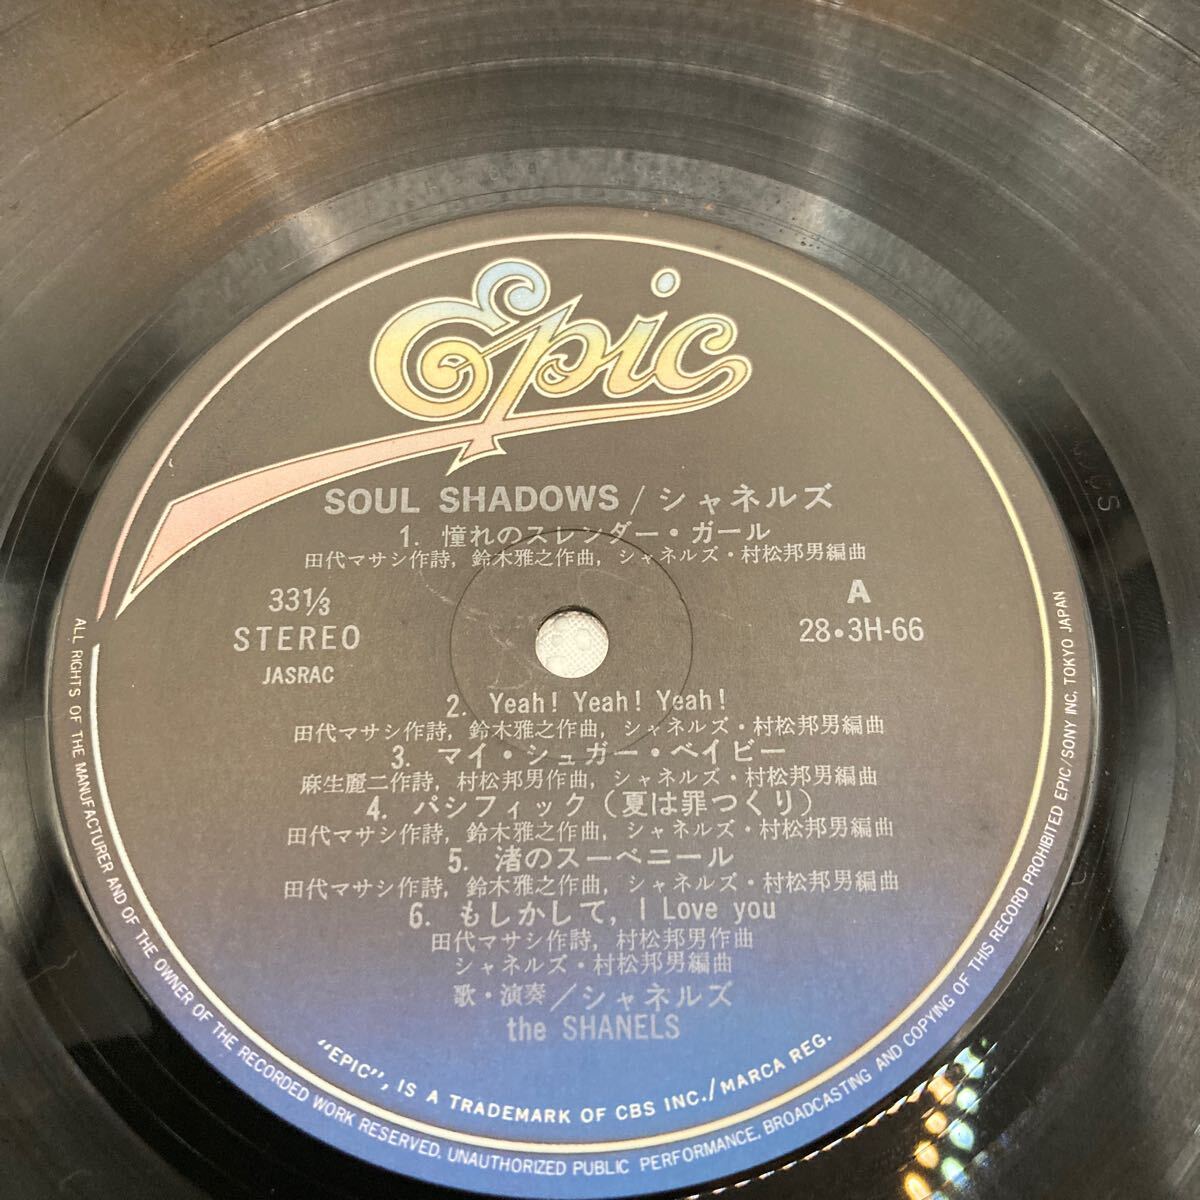 Epic
SOUL SHADOWS / シャネルズ
1. 憧れのスレンダー・ガール
田代マサシ作詩, 鈴木雅之作曲, シャネルズ・村松邦男編曲
33⅓
STEREO
JASRAC
A
28・3H-66
2. Yeah! Yeah! Yeah!
田代マサシ作詩, 鈴木雅之作曲, シャネルズ・村松邦男編曲
3. マイ・シュガー・ベイビー
麻生麗二作詩, 村松邦男作曲, シャネルズ・村松邦男編曲
4. パシフィック (夏は罪つくり)
田代マサシ作詩, 鈴木雅之作曲, シャネルズ・村松邦男編曲
5. 渚のスーベニール
田代マサシ作詩, 鈴木雅之作曲, シャネルズ・村松邦男編曲
6. もしかして, I Love you
田代マサシ作詩, 村松邦男作曲
シャネルズ・村松邦男編曲
歌・演奏/シャネルズ
the SHANELS
"EPIC", IS A TRADEMARK OF CBS INC./MARCA REG.
ALL RIGHTS OF THE MANUFACTURER AND OF THE OWNER OF THE RECORDED WORK RESERVED. UNAUTHORIZED PUBLIC PERFORMANCE, BROADCASTING AND COPYING OF THIS RECORD PROHIBITED EPIC/SONY INC. TOKYO JAPAN